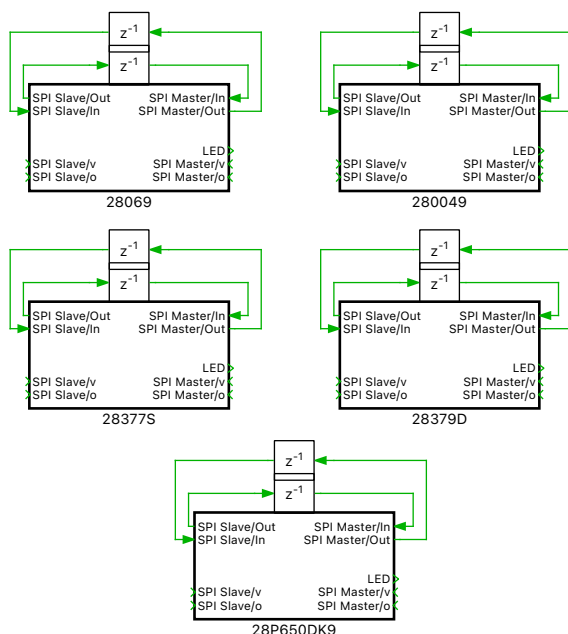 z⁻¹
z⁻¹
SPI Slave/Out SPI Master/In
SPI Slave/In SPI Master/Out
LED
SPI Slave/v SPI Master/v
SPI Slave/o SPI Master/o
28069
z⁻¹
z⁻¹
SPI Slave/Out SPI Master/In
SPI Slave/In SPI Master/Out
LED
SPI Slave/v SPI Master/v
SPI Slave/o SPI Master/o
280049
z⁻¹
z⁻¹
SPI Slave/Out SPI Master/In
SPI Slave/In SPI Master/Out
LED
SPI Slave/v SPI Master/v
SPI Slave/o SPI Master/o
28377S
z⁻¹
z⁻¹
SPI Slave/Out SPI Master/In
SPI Slave/In SPI Master/Out
LED
SPI Slave/v SPI Master/v
SPI Slave/o SPI Master/o
28379D
z⁻¹
z⁻¹
SPI Slave/Out SPI Master/In
SPI Slave/In SPI Master/Out
LED
SPI Slave/v SPI Master/v
SPI Slave/o SPI Master/o
28P650DK9